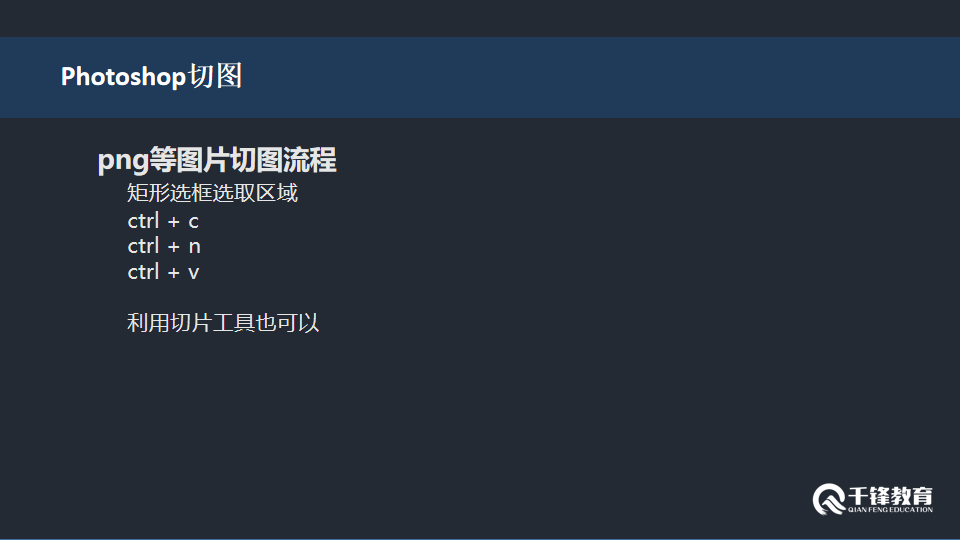 Photoshop切图
png等图片切图流程
矩形选框选取区域
ctrl + c
ctrl + n
ctrl + v
利用切片工具也可以
千锋教育
QIAN FENG EDUCATION